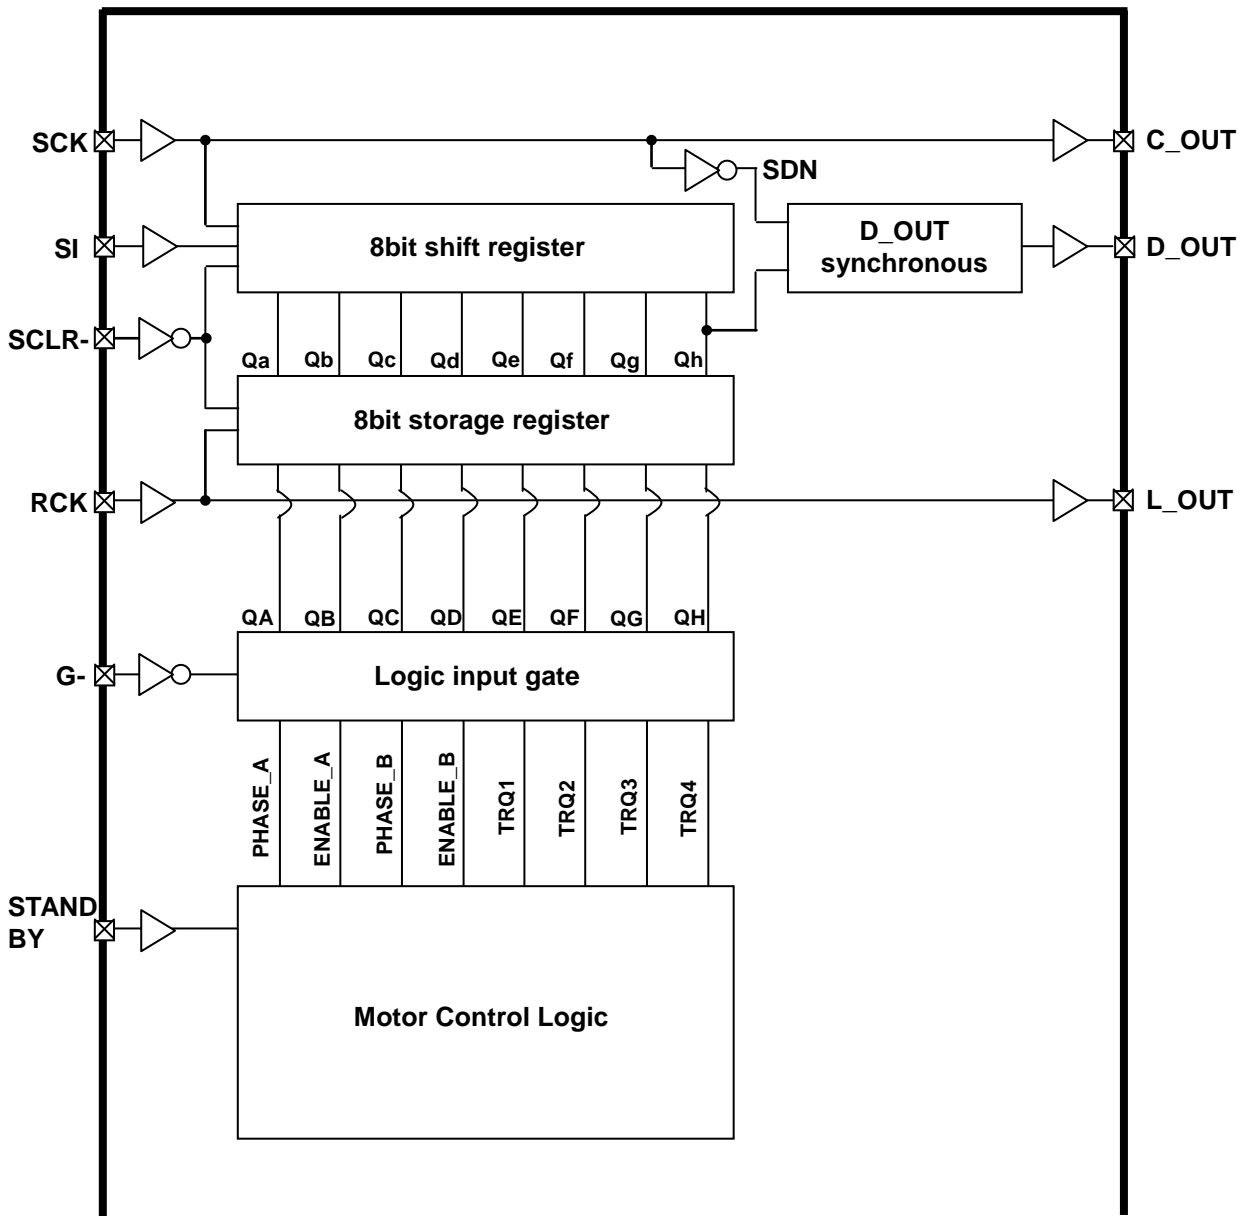 SCK
C_OUT
SDN
SI
8bit shift register
D_OUT
synchronous
D_OUT
SCLR-
Qa
Qb
Qc
Qd
Qe
Qf
Qg
Qh
8bit storage register
RCK
L_OUT
QA
QB
QC
QD
QE
QF
QG
QH
G-
Logic input gate
PHASE_A
ENABLE_A
PHASE_B
ENABLE_B
TRQ1
TRQ2
TRQ3
TRQ4
STAND
BY
Motor Control Logic